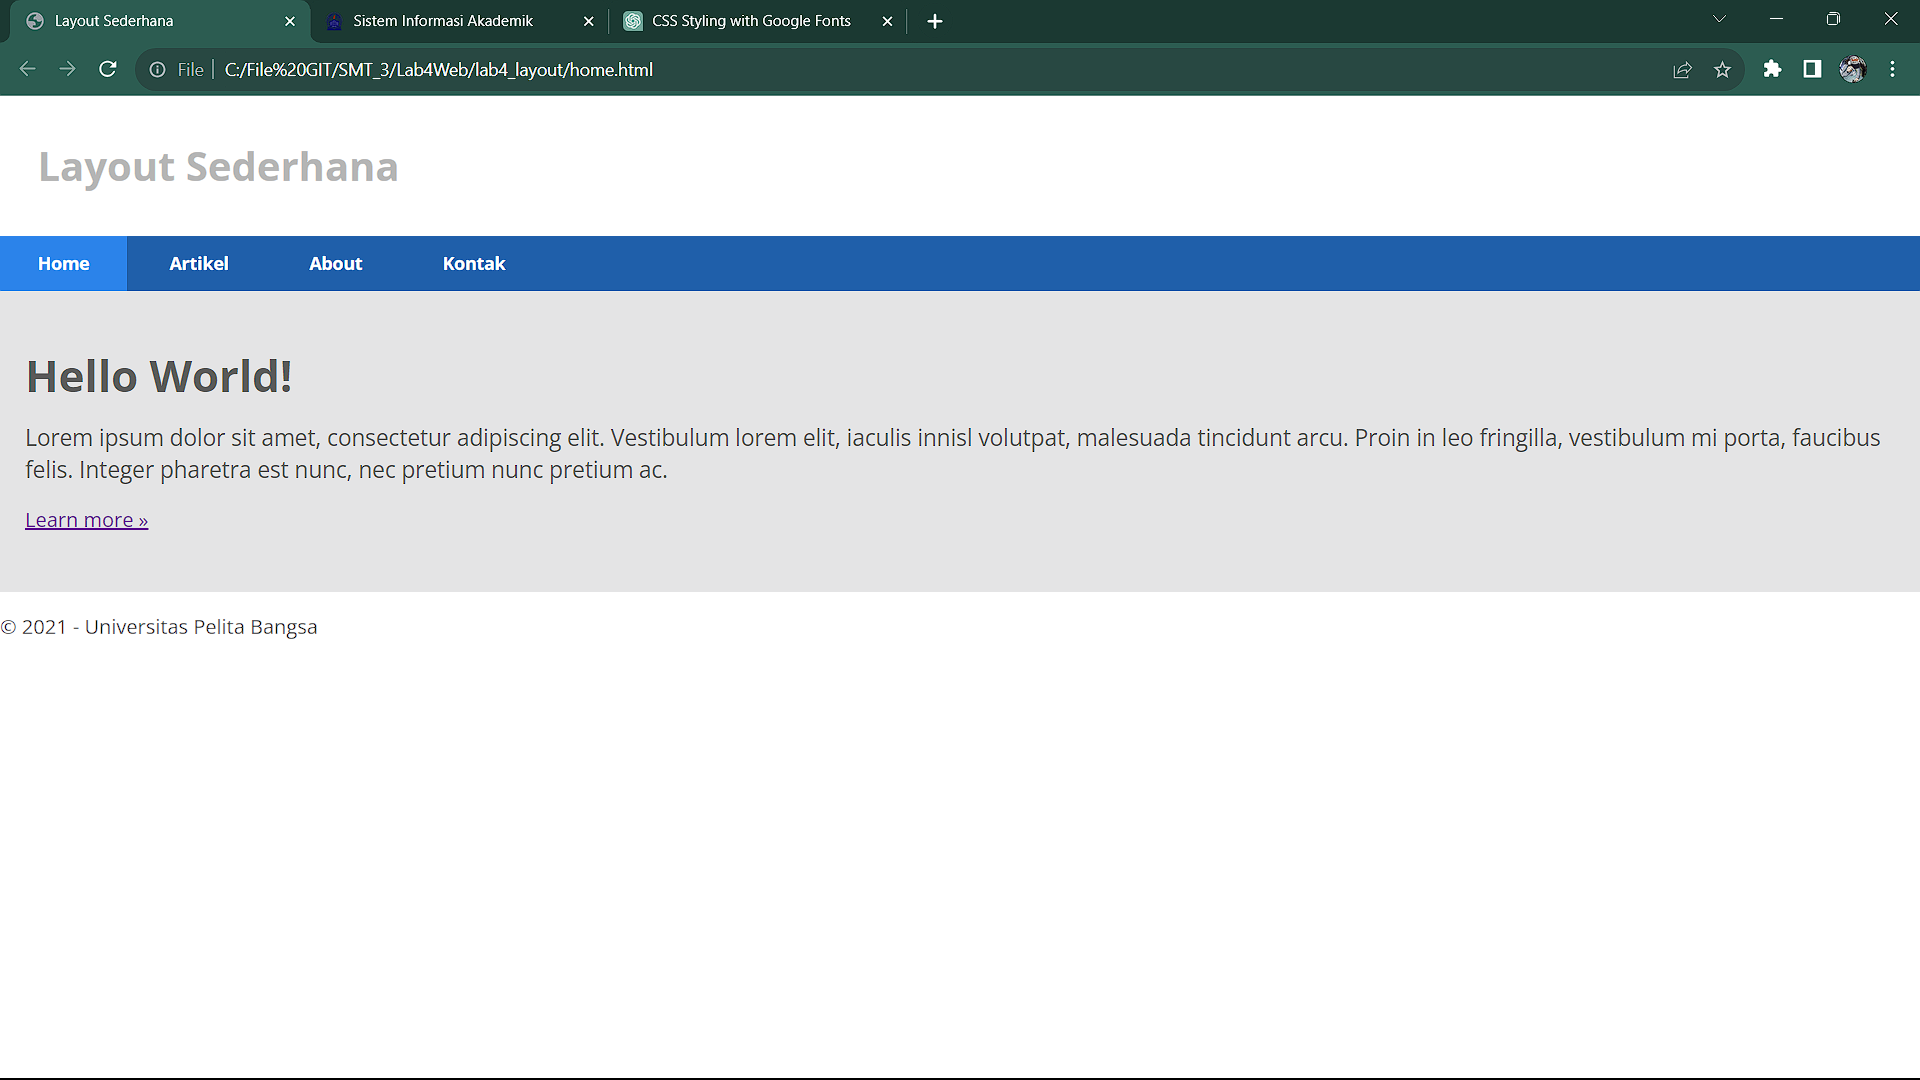 Layout Sederhana
Sistem Informasi Akademik
CSS Styling with Google Fonts
File
C:/File%20GIT/SMT_3/Lab4Web/lab4_layout/home.html
Layout Sederhana
Home Artikel About Kontak
Hello World!
Lorem ipsum dolor sit amet, consectetur adipiscing elit. Vestibulum lorem elit, iaculis innisl volutpat, malesuada tincidunt arcu. Proin in leo fringilla, vestibulum mi porta, faucibus
felis. Integer pharetra est nunc, nec pretium nunc pretium ac.
Learn more »
© 2021 - Universitas Pelita Bangsa